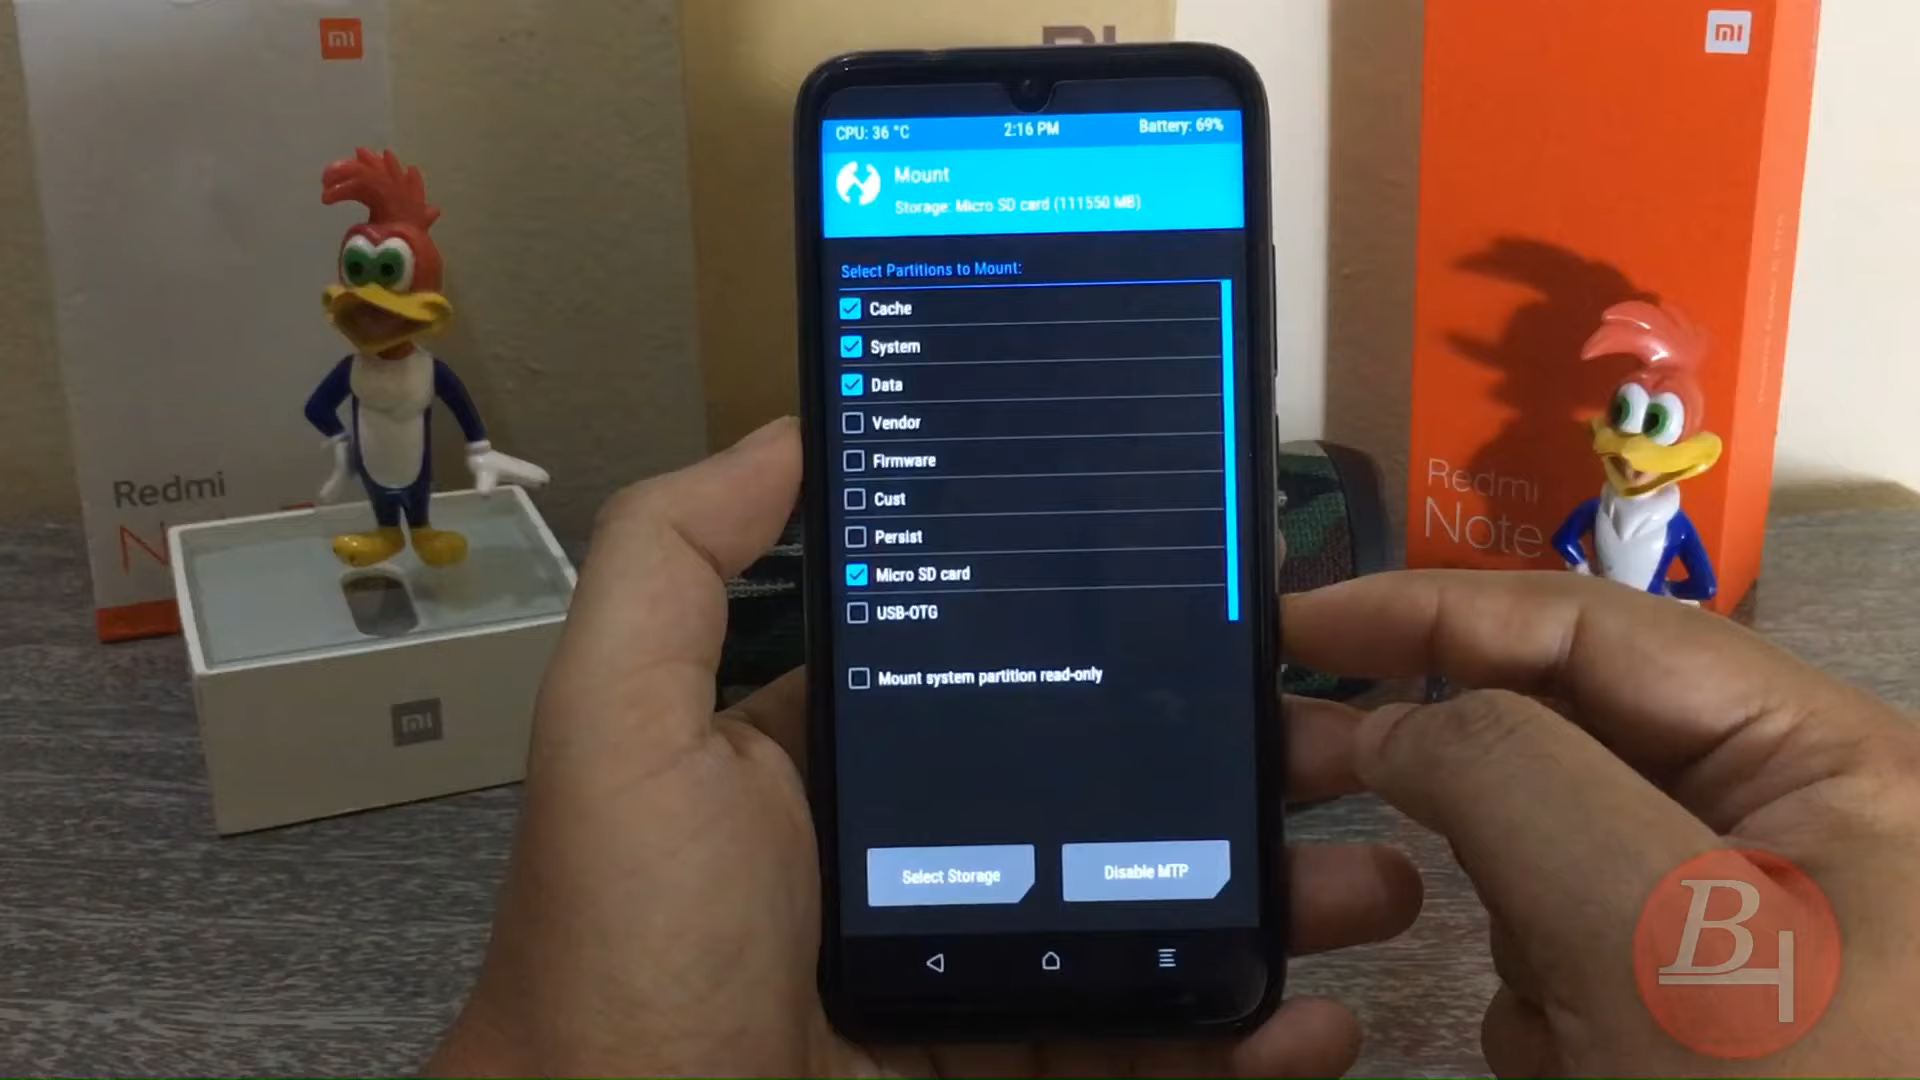 CPU: 36 °C
2:16 PM
Battery: 69%
Mount
Storage: Micro SD card (111550 MB)
Select Partitions to Mount:
Cache
System
Data
Vendor
Firmware
Cust
Persist
Micro SD card
USB-OTG
Mount system partition read-only
Select Storage
Disable MTP
Redmi
mi
mi
mi
Redmi
Note
B4